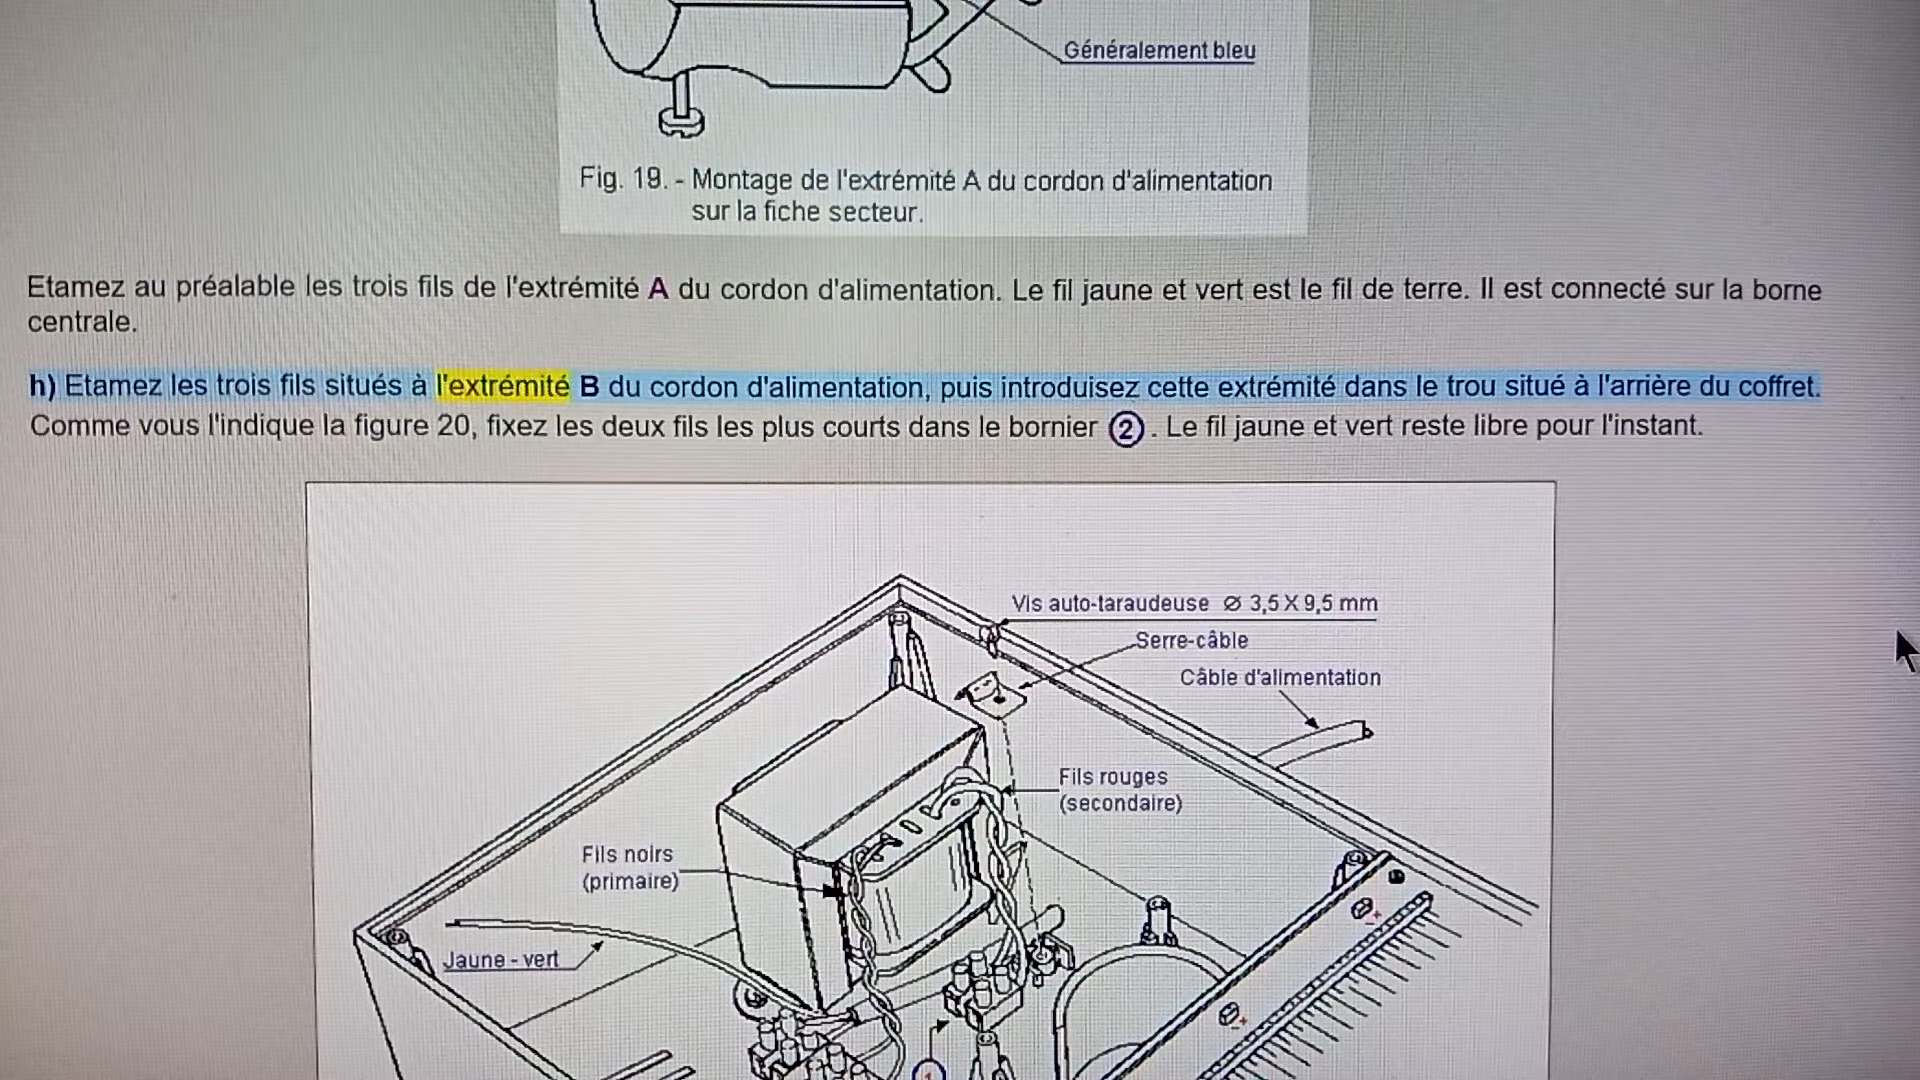 Généralement bleu
Fig. 19. - Montage de l'extrémité A du cordon d'alimentation
sur la fiche secteur.
Etamez au préalable les trois fils de l'extrémité A du cordon d'alimentation. Le fil jaune et vert est le fil de terre. Il est connecté sur la borne
centrale.
h) Etamez les trois fils situés à l'extrémité B du cordon d'alimentation, puis introduisez cette extrémité dans le trou situé à l'arrière du coffret.
Comme vous l'indique la figure 20, fixez les deux fils les plus courts dans le bornier 2 . Le fil jaune et vert reste libre pour l'instant.
Vis auto-taraudeuse Ø 3,5 X 9,5 mm
Serre-câble
Câble d'alimentation
Fils rouges
(secondaire)
Fils noirs
(primaire)
Jaune - vert
1